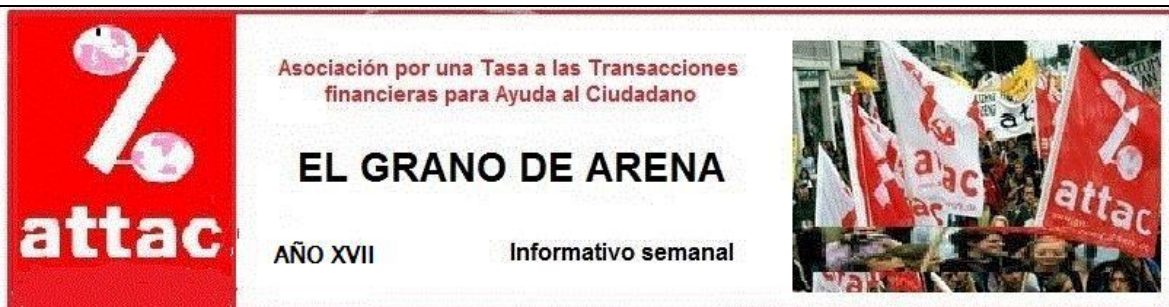 attac
Asociación por una Tasa a las Transacciones
financieras para Ayuda al Ciudadano
EL GRANO DE ARENA
AÑO XVII
Informativo semanal
attac
attac